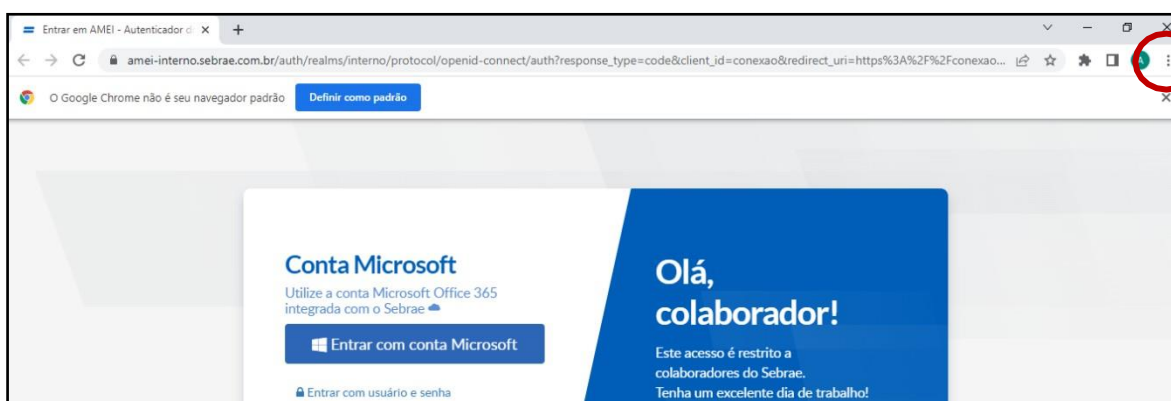 Entrar em AMEI - Autenticador d
amei-interno.sebrae.com.br/auth/realms/interno/protocol/openid-connect/auth?response_type=code&client_id=conexao&redirect_uri=https%3A%2F%2Fconexao...
A
O Google Chrome não é seu navegador padrão
Definir como padrão
Conta Microsoft
Utilize a conta Microsoft Office 365
integrada com o Sebrae
Entrar com conta Microsoft
Entrar com usuário e senha
Olá,
colaborador!
Este acesso é restrito a
colaboradores do Sebrae.
Tenha um excelente dia de trabalho!